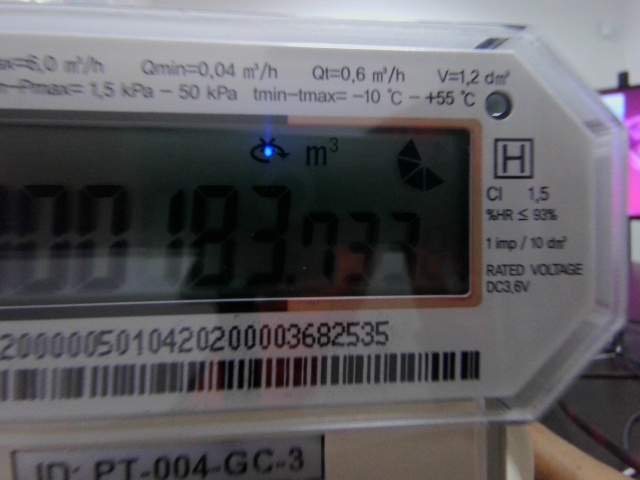 ax=6,0 m³/h Qmin=0,04 m³/h Qt=0,6 m³/h V=1,2 dm³
n-Pmax= 1,5 kPa - 50 kPa tmin-tmax= -10 °C - +55 °C
m³
00183.733
H
Cl 1,5
%HR ≤ 93%
1 imp / 10 dm³
RATED VOLTAGE
DC3,6V
2000005010420200003682535
ID: PT-004-GC-3